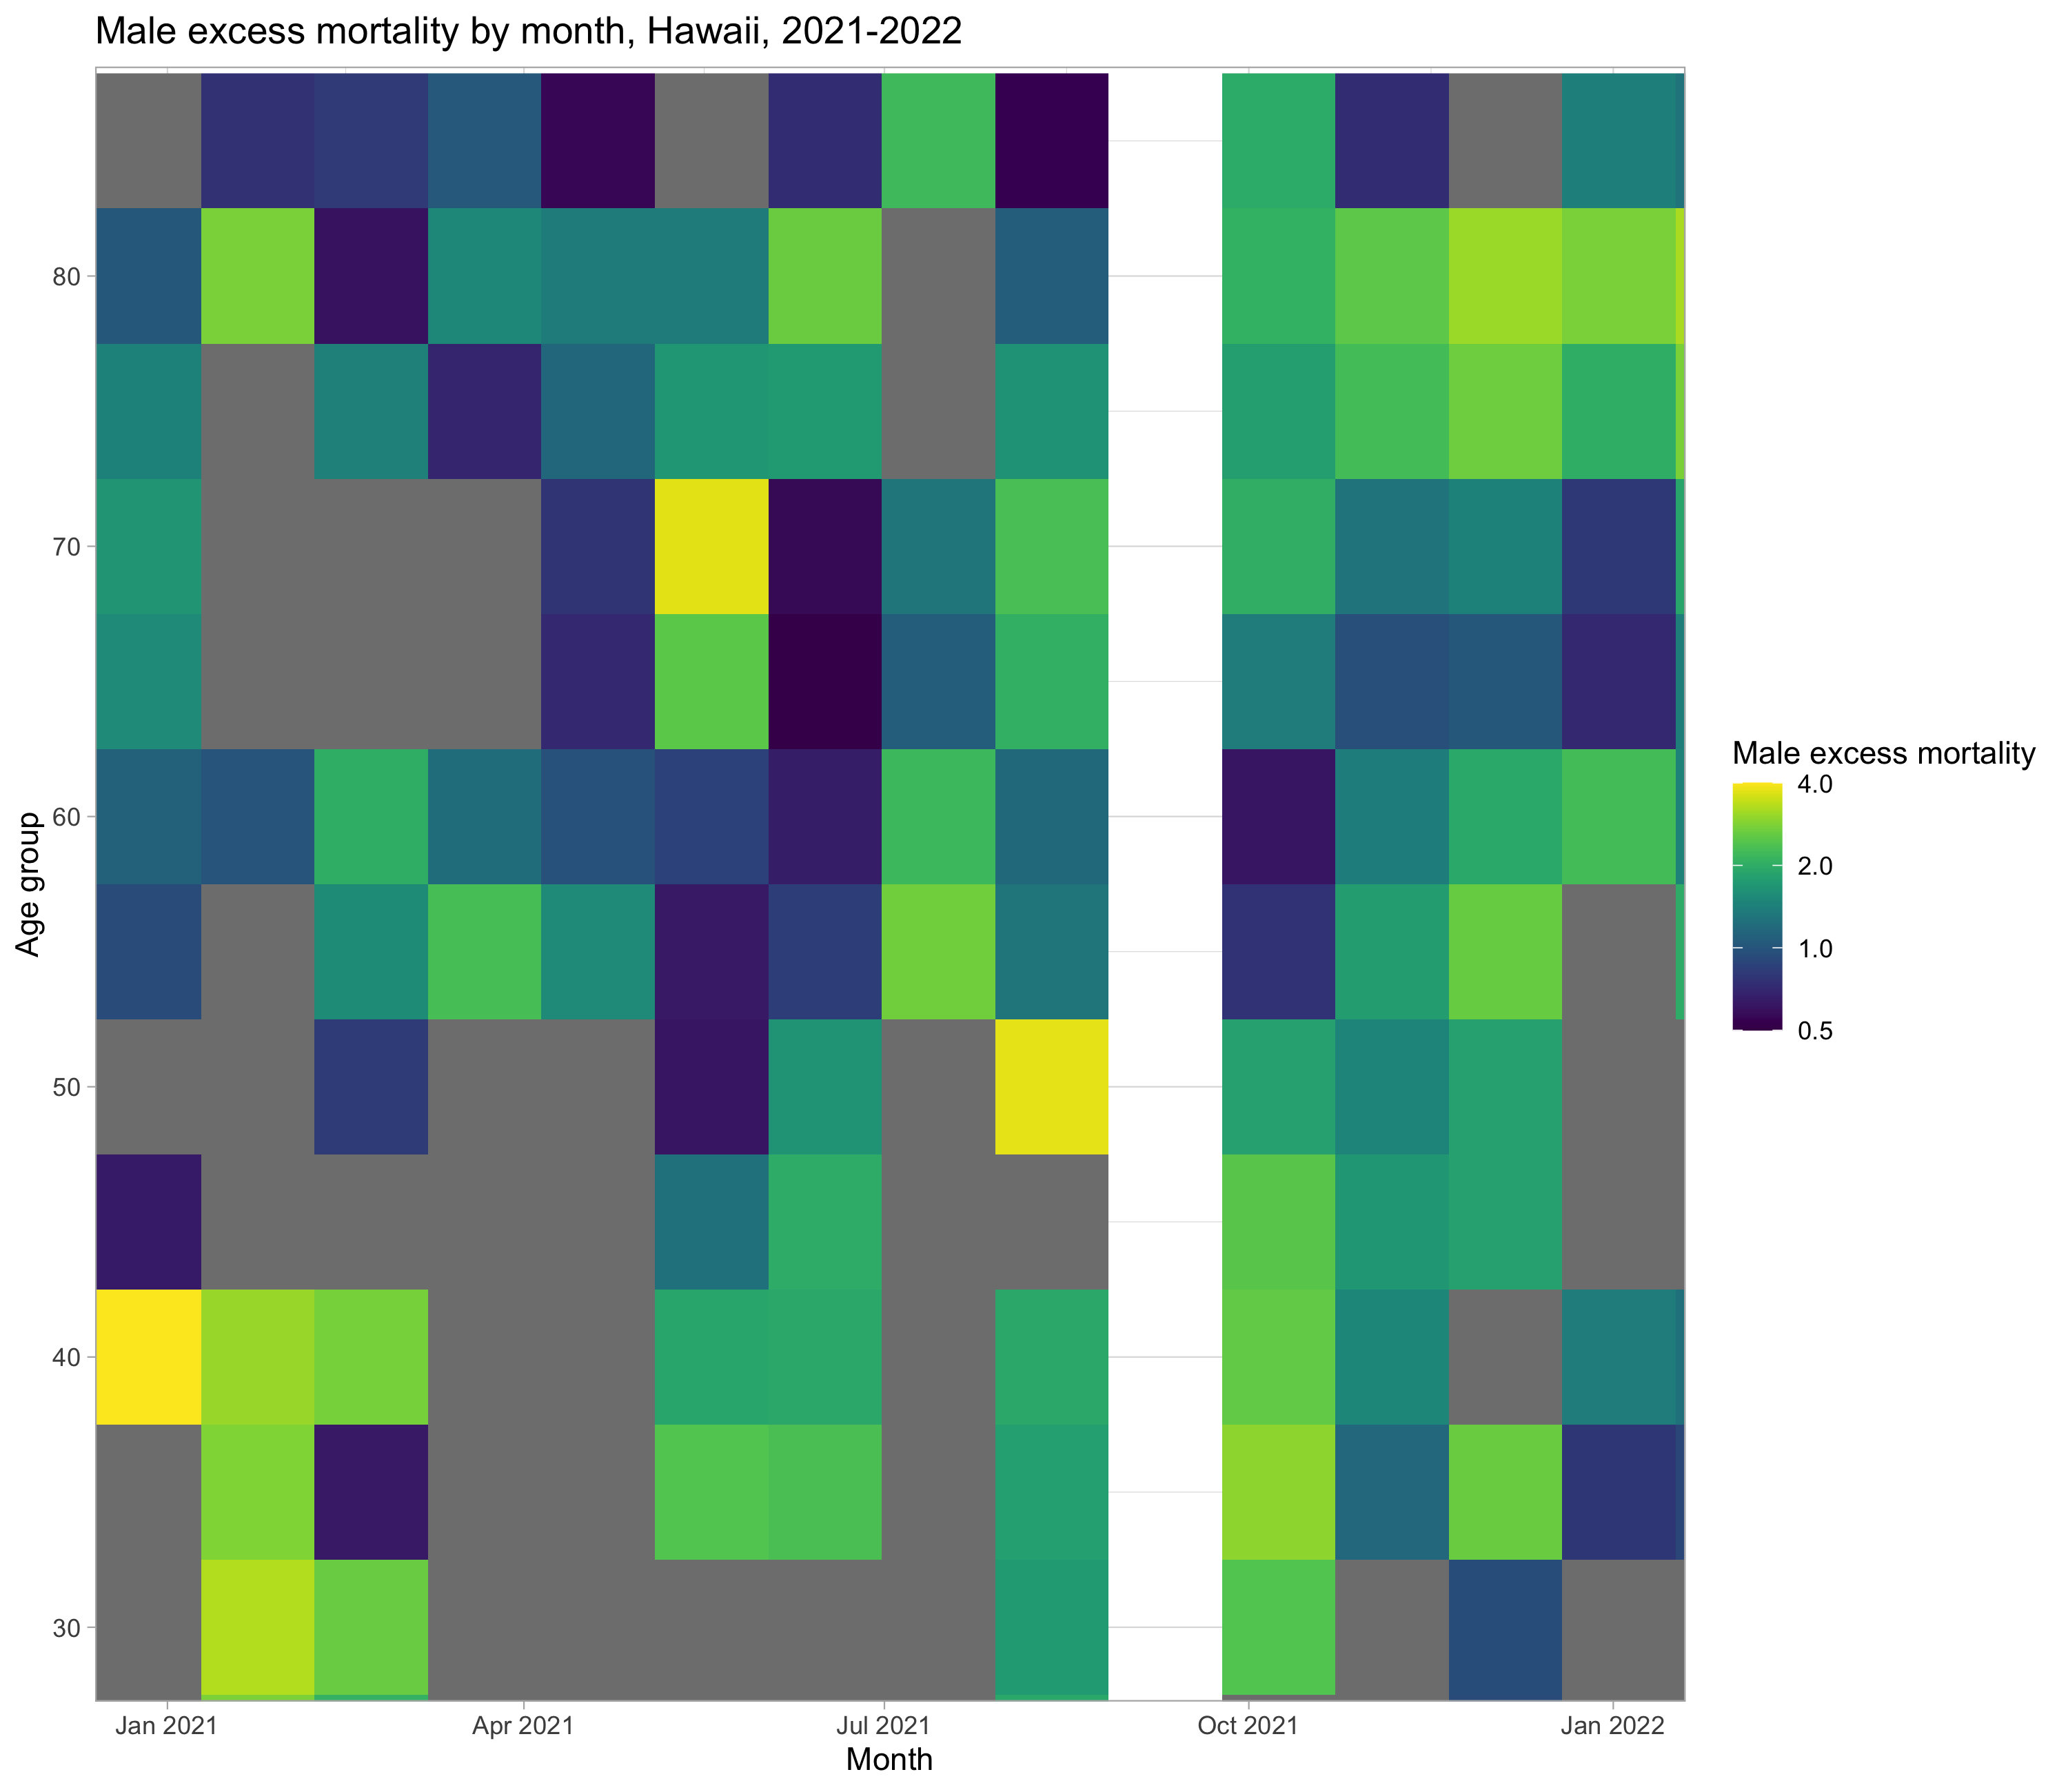 Male excess mortality by month, Hawaii, 2021-2022
Age group
80
70
60
50
40
30
Jan 2021
Apr 2021
Jul 2021
Oct 2021
Jan 2022
Month
Male excess mortality
4.0
2.0
1.0
0.5